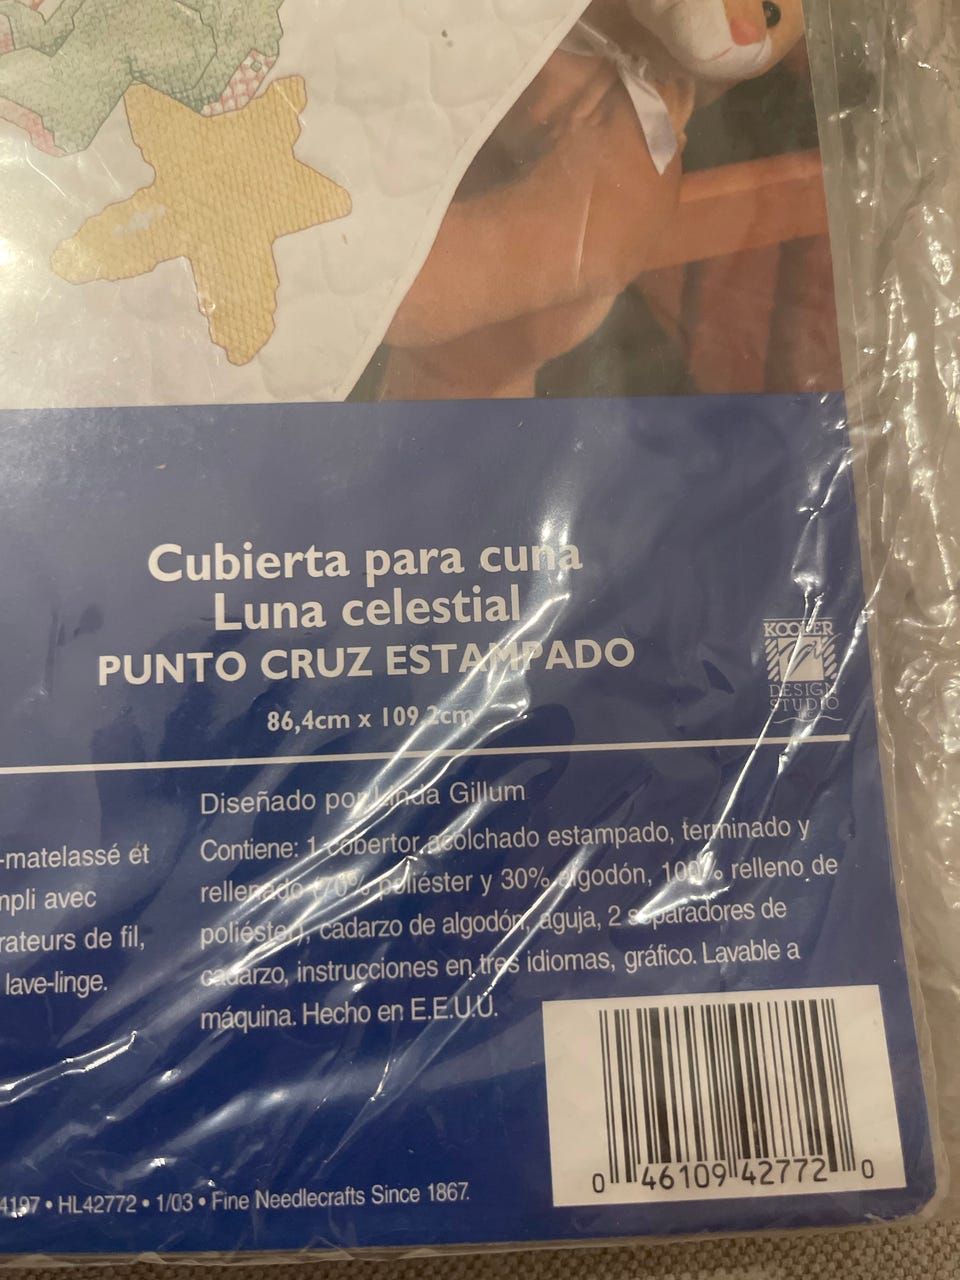 Cubierta para cuna
Luna celestial
PUNTO CRUZ ESTAMPADO
86,4cm x 109,2cm
KOOLER
DESIGN
STUDIO
INC
-matelassé et
npli avec
rateurs de fil,
lave-linge.
Diseñado por Linda Gillum
Contiene: 1 cobertor acolchado estampado, terminado y
rellenado (70% poliéster y 30% algodón, 100% relleno de
poliéster), cadarzo de algodón, aguja, 2 separadores de
cadarzo, instrucciones en tres idiomas, gráfico. Lavable a
máquina. Hecho en E.E.U.U.
0 46109 42772 0
4197 • HL42772 • 1/03 • Fine Needlecrafts Since 1867.